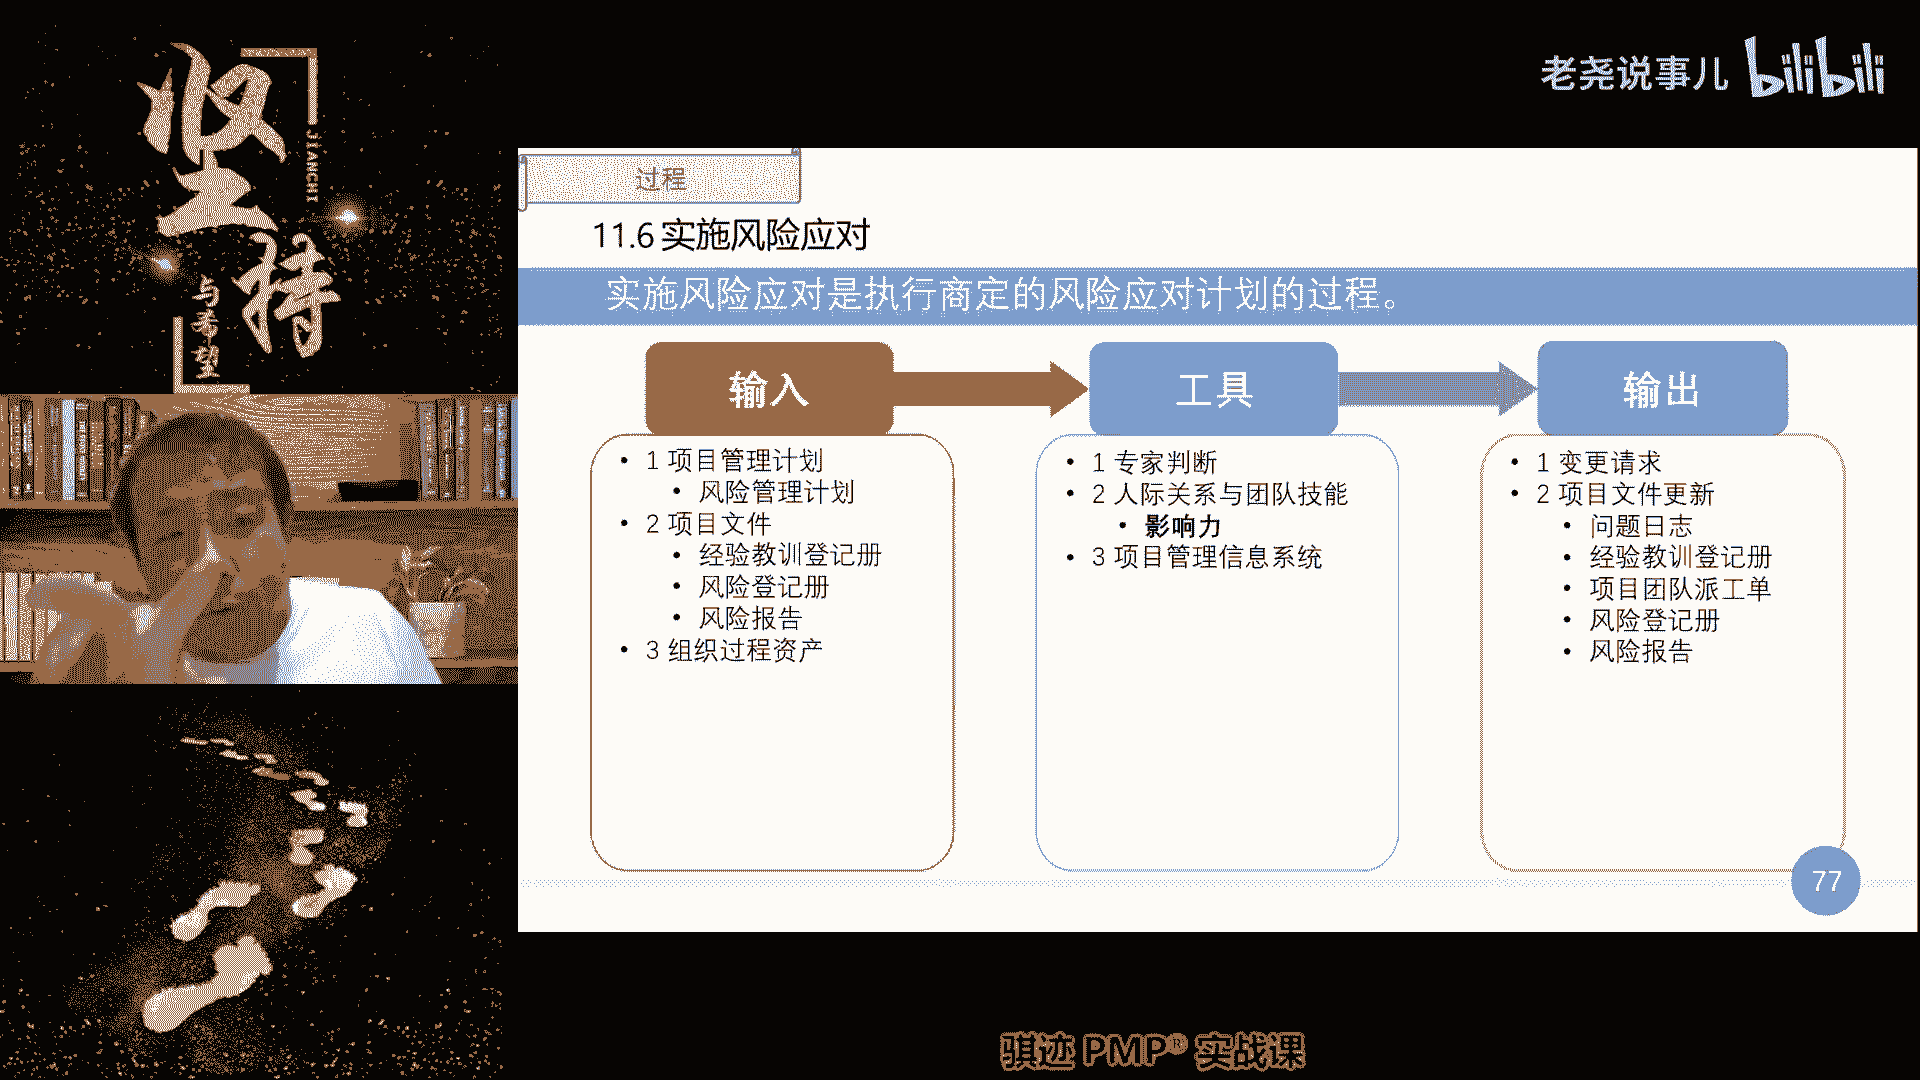 坚持
JIANCHI
与希望
老尧说事儿 bilibili
过程
11.6 实施风险应对
实施风险应对是执行商定的风险应对计划的过程。
输入
• 1 项目管理计划
• 风险管理计划
• 2 项目文件
• 经验教训登记册
• 风险登记册
• 风险报告
• 3 组织过程资产
工具
• 1 专家判断
• 2 人际关系与团队技能
• 影响力
• 3 项目管理信息系统
输出
• 1 变更请求
• 2 项目文件更新
• 问题日志
• 经验教训登记册
• 项目团队派工单
• 风险登记册
• 风险报告
77
骐迹 PMP® 实战课